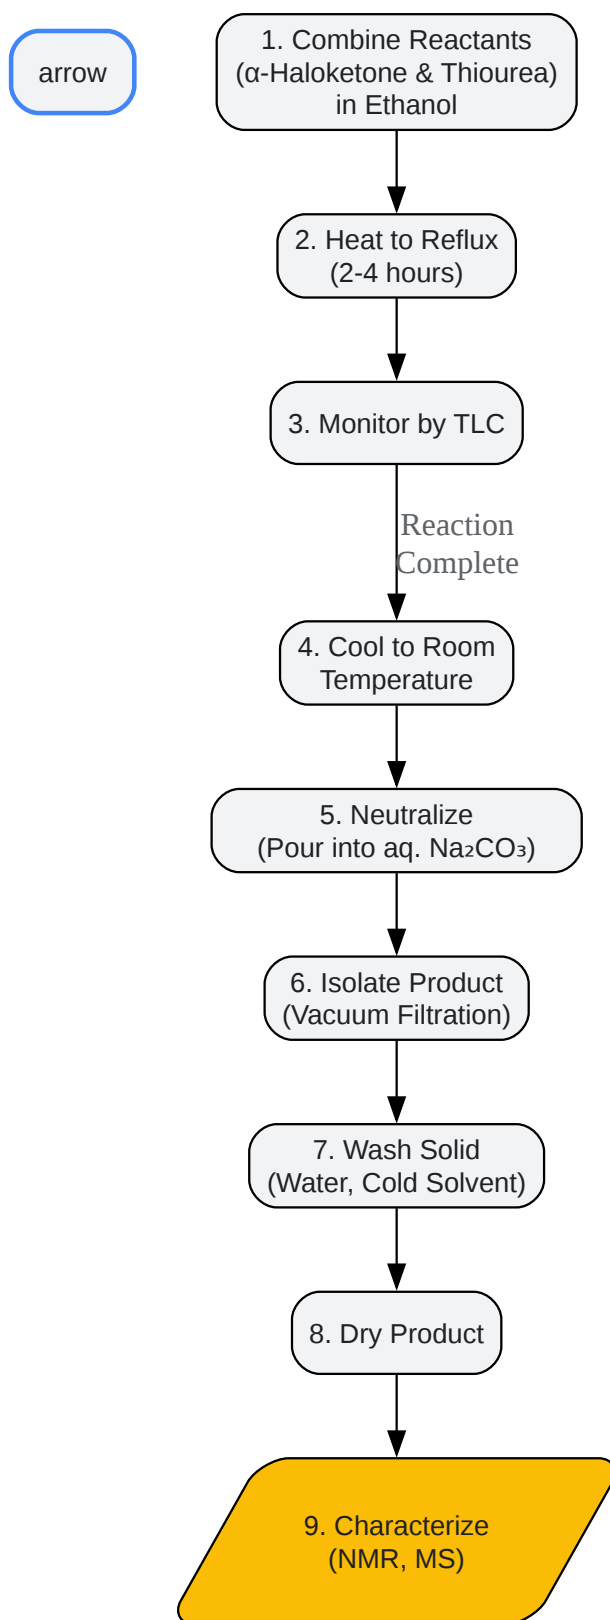 arrow
1. Combine Reactants
(α-Haloketone & Thiourea)
in Ethanol
2. Heat to Reflux
(2-4 hours)
3. Monitor by TLC
Reaction
Complete
4. Cool to Room
Temperature
5. Neutralize
(Pour into aq. Na₂CO₃)
6. Isolate Product
(Vacuum Filtration)
7. Wash Solid
(Water, Cold Solvent)
8. Dry Product
9. Characterize
(NMR, MS)